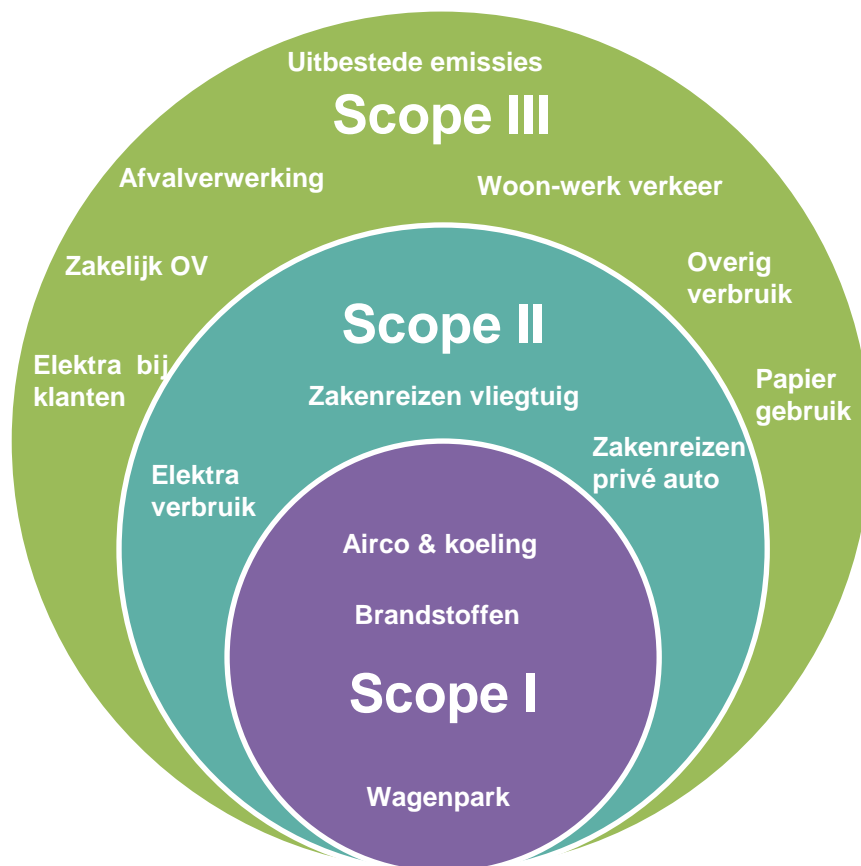 Uitbestede emissies
Scope III
Afvalverwerking
Woon-werk verkeer
Zakelijk OV
Overig
verbruik
Scope II
Elektra bij
klanten
Zakenreizen vliegtuig
Papier
gebruik
Elektra
verbruik
Zakenreizen
privé auto
Airco & koeling
Brandstoffen
Scope I
Wagenpark